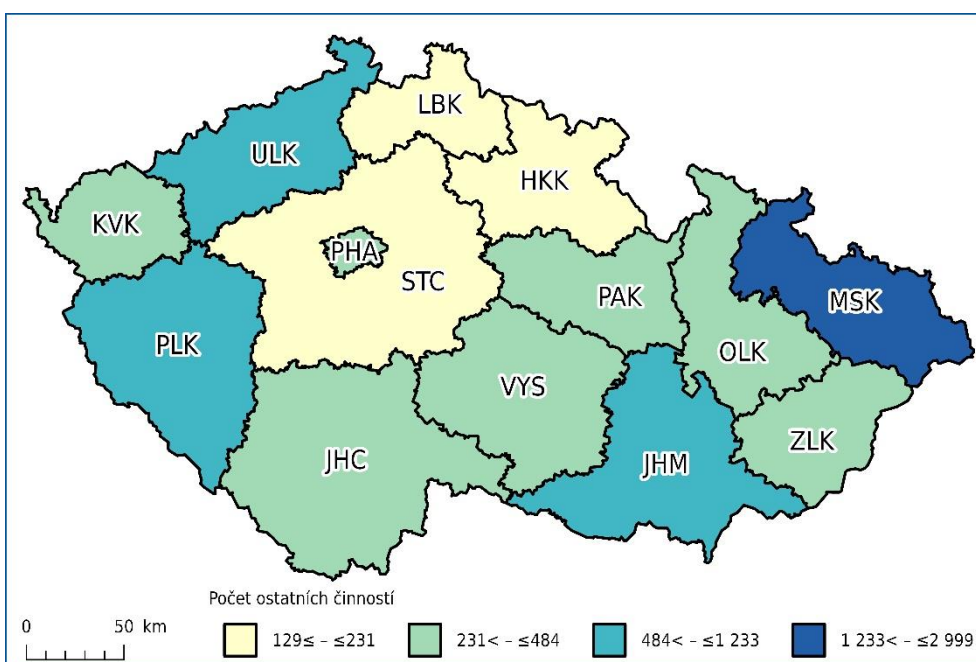 LBK
ULK
HKK
KVK
PHA
STC
PAK
MSK
PLK
OLK
VYS
ZLK
JHC
JHM
Počet ostatních činností
0 50 km
129≤ – ≤231
231< – ≤484
484< – ≤1 233
1 233< – ≤2 999